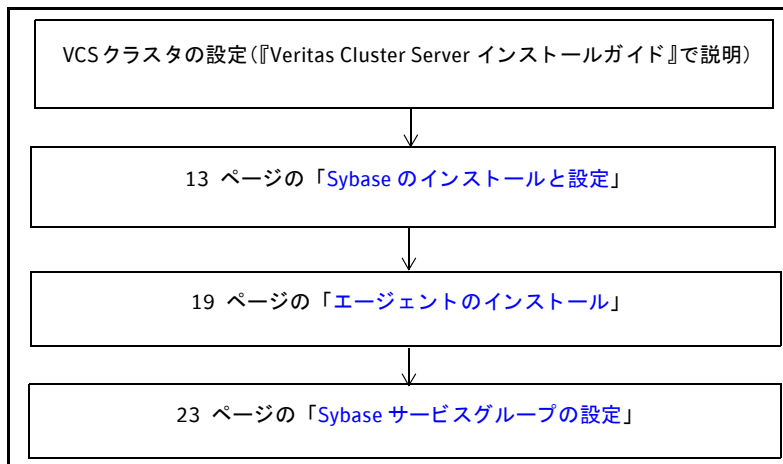 VCSクラスタの設定(『Veritas Cluster Server インストールガイド』で説明)
13 ページの「Sybase のインストールと設定」
19 ページの「エージェントのインストール」
23 ページの「Sybase サービスグループの設定」